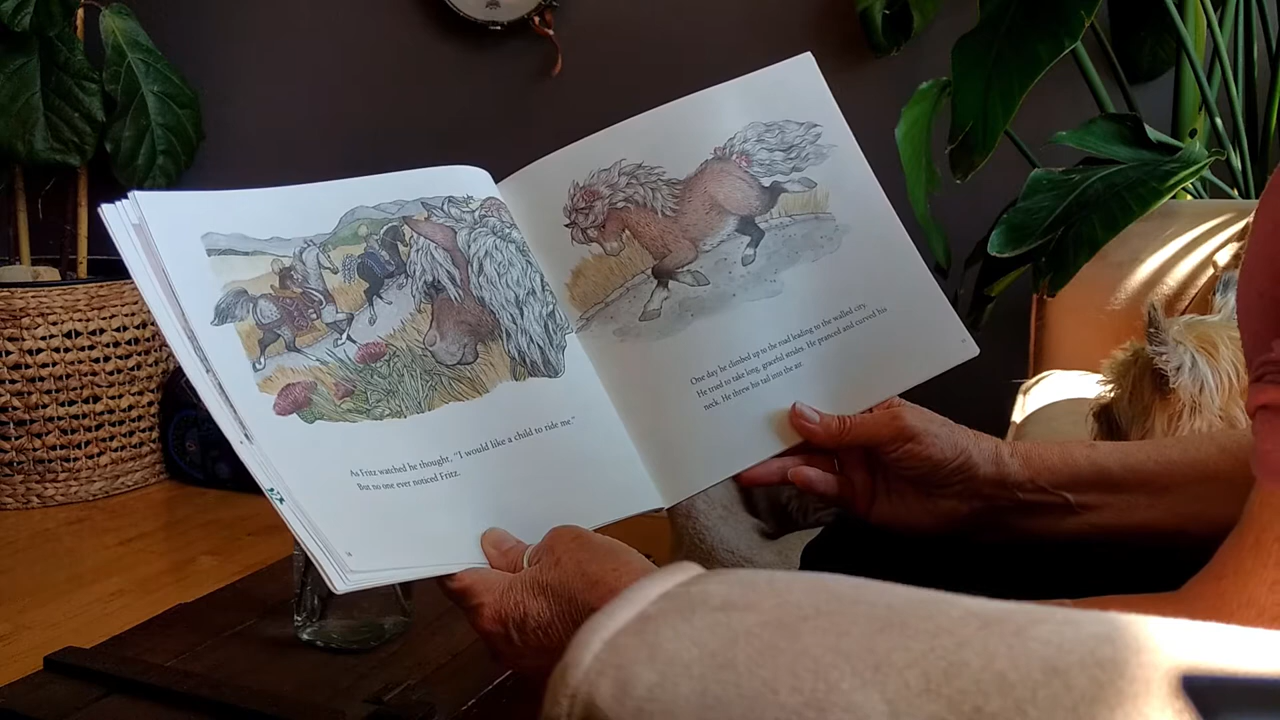 As Fritz watched he thought, "I would like a child to ride me."
But no one ever noticed Fritz.
One day he climbed up to the road leading to the walled city.
He tried to take long, graceful strides. He pranced and curved his
neck. He threw his tail into the air.